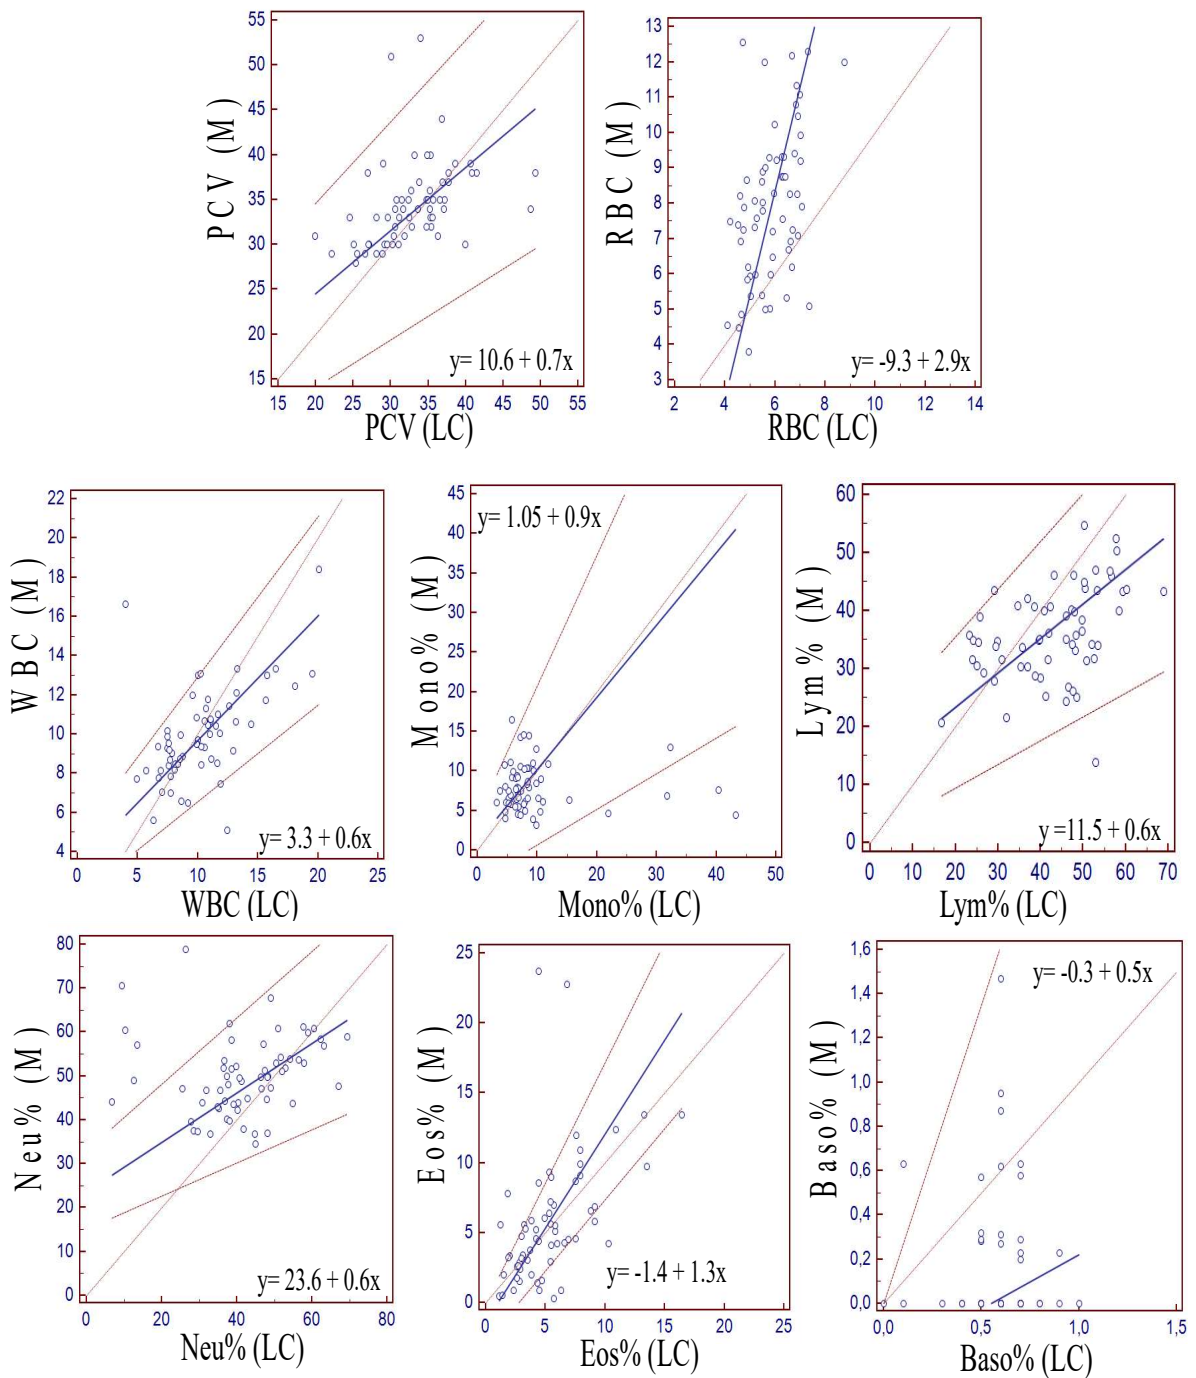 PCV (M)
55
50
45
40
35
30
25
20
15
y= 10.6 + 0.7x
15 20 25 30 35 40 45 50 55
PCV (LC)
RBC (M)
13
12
11
10
9
8
7
6
5
4
3
y= -9.3 + 2.9x
2 4 6 8 10 12 14
RBC (LC)
WBC (M)
22
20
18
16
14
12
10
8
6
4
y= 3.3 + 0.6x
0 5 10 15 20 25
WBC (LC)
Mono% (M)
45
40
35
30
25
20
15
10
5
0
y= 1.05 + 0.9x
0 10 20 30 40 50
Mono% (LC)
Lym% (M)
60
50
40
30
20
10
0
y =11.5 + 0.6x
0 10 20 30 40 50 60 70
Lym% (LC)
Neu% (M)
80
70
60
50
40
30
20
10
0
y= 23.6 + 0.6x
0 20 40 60 80
Neu% (LC)
Eos% (M)
25
20
15
10
5
0
y= -1.4 + 1.3x
0 5 10 15 20 25
Eos% (LC)
Baso% (M)
1,6
1,4
1,2
1,0
0,8
0,6
0,4
0,2
0,0
y= -0.3 + 0.5x
0,0 0,5 1,0 1,5
Baso% (LC)